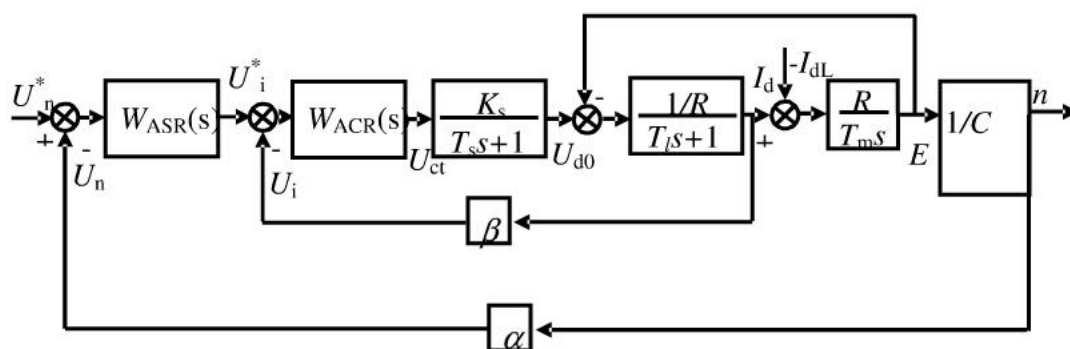 U*n
+
-
Un
WASR(s)
U*i
-
Ui
WACR(s)
Uct
Ks
Tss+1
Ud0
-
1/R
Tls+1
Id
+
-IdL
R
Tms
E
1/C
n
β
α